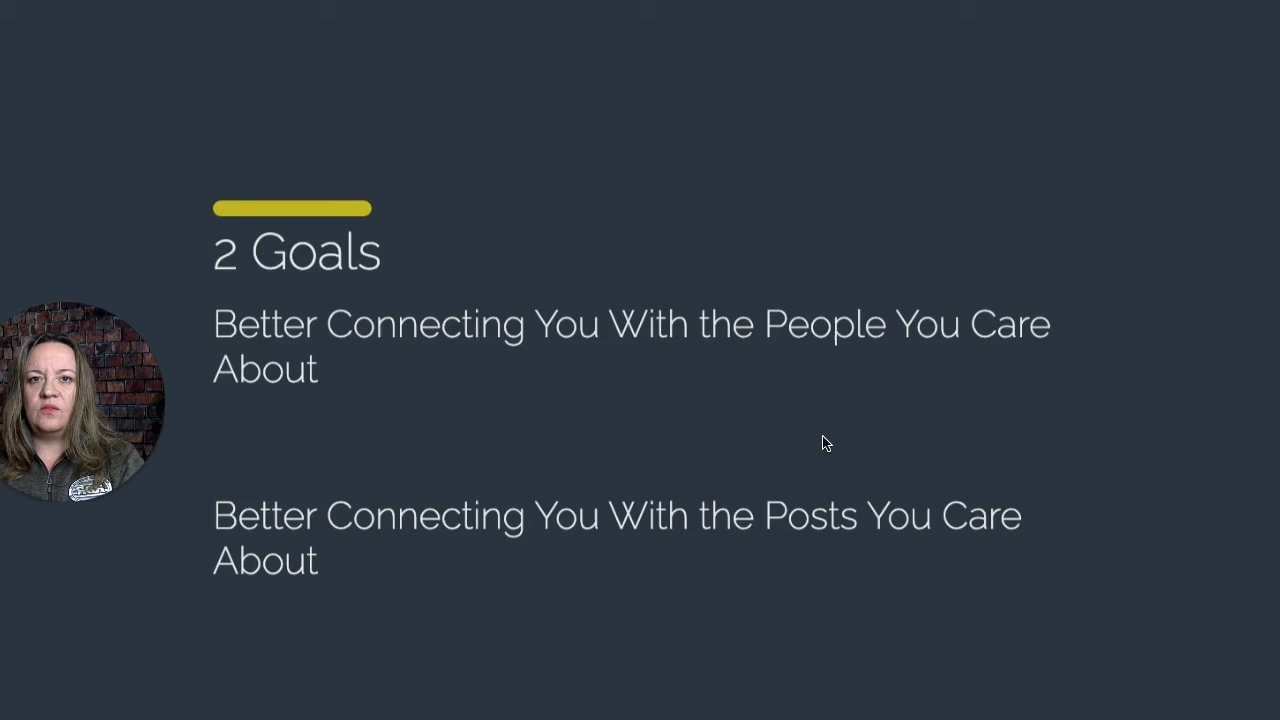 2 Goals
Better Connecting You With the People You Care
About
Better Connecting You With the Posts You Care
About